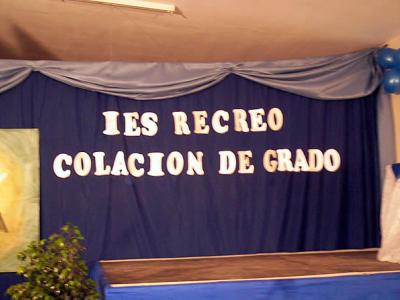 IES RECREO
COLACION DE GRADO